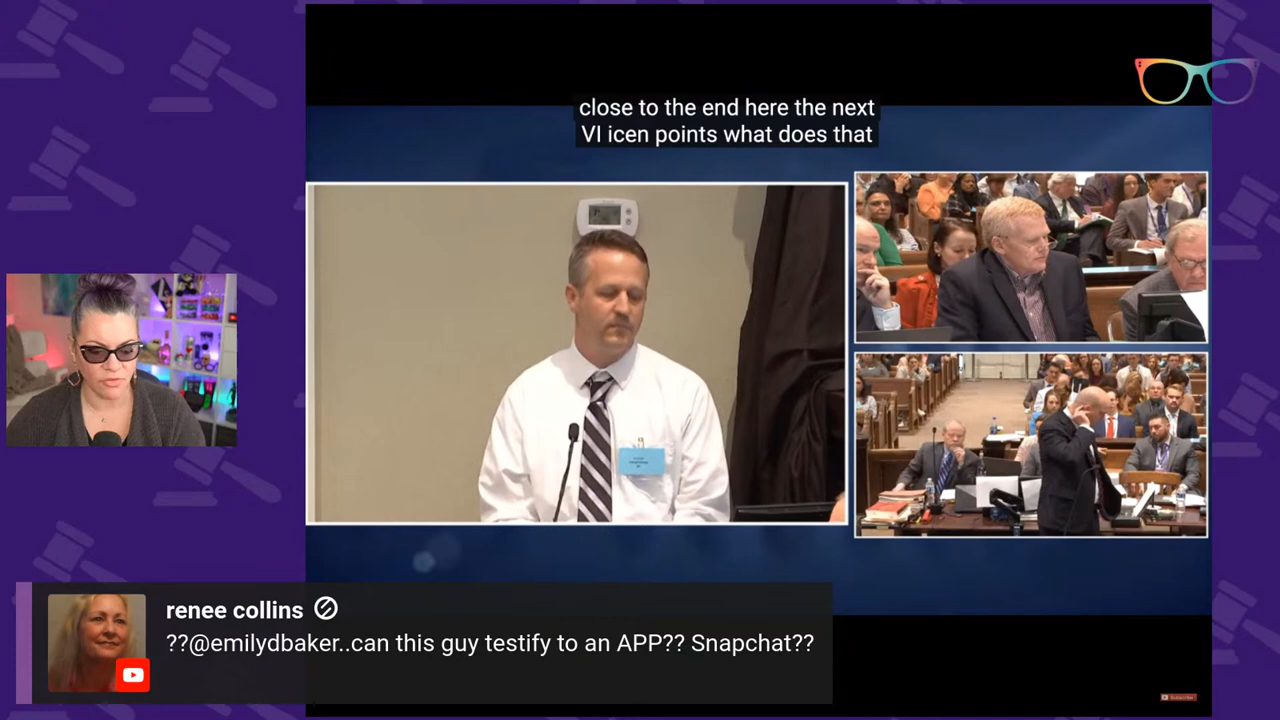 close to the end here the next
VI icen points what does that
renee collins
??@emilydbaker..can this guy testify to an APP?? Snapchat??